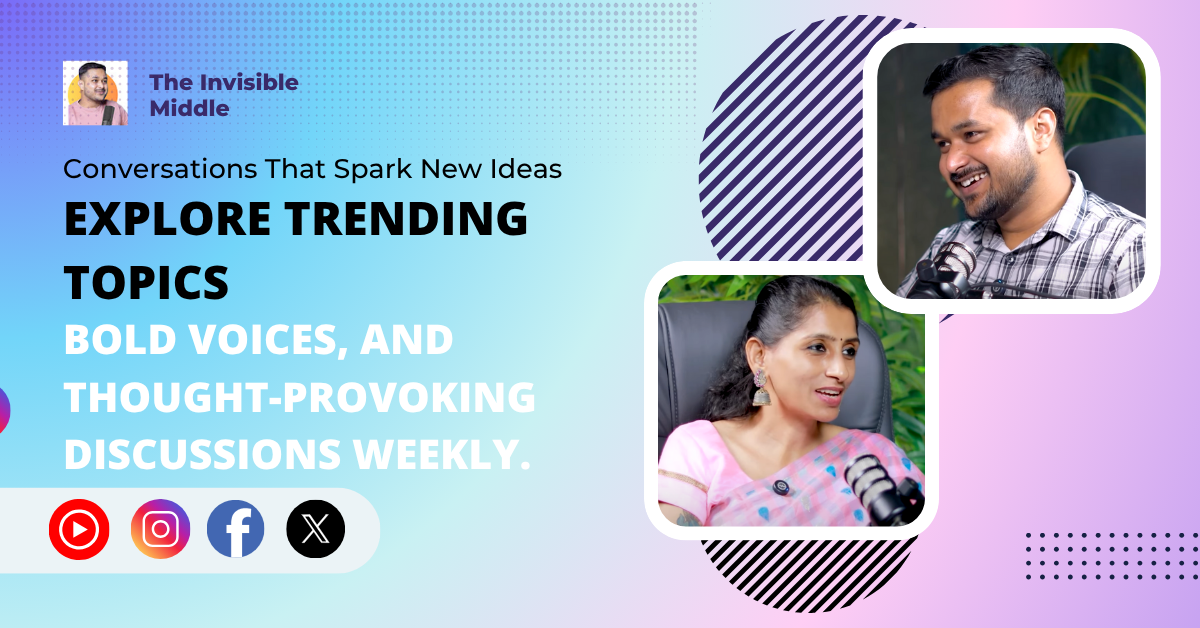 The Invisible
Middle
Conversations That Spark New Ideas
EXPLORE TRENDING
TOPICS
BOLD VOICES, AND
THOUGHT-PROVOKING
DISCUSSIONS WEEKLY.